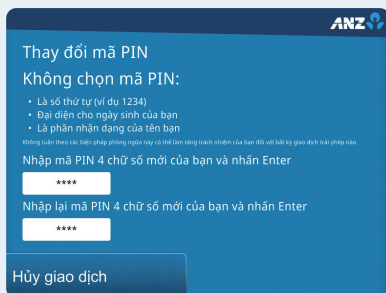 ANZ
Thay đổi mã PIN
Không chọn mã PIN:
• Là số thứ tự (ví dụ 1234)
• Đại diện cho ngày sinh của bạn
• Là phần nhận dạng của tên bạn
Không tuân theo các biện pháp phòng ngừa này có thể làm tăng trách nhiệm của bạn đối với bất kỳ giao dịch trái phép nào
Nhập mã PIN 4 chữ số mới của bạn và nhấn Enter
****
Nhập lại mã PIN 4 chữ số mới của bạn và nhấn Enter
****
Hủy giao dịch